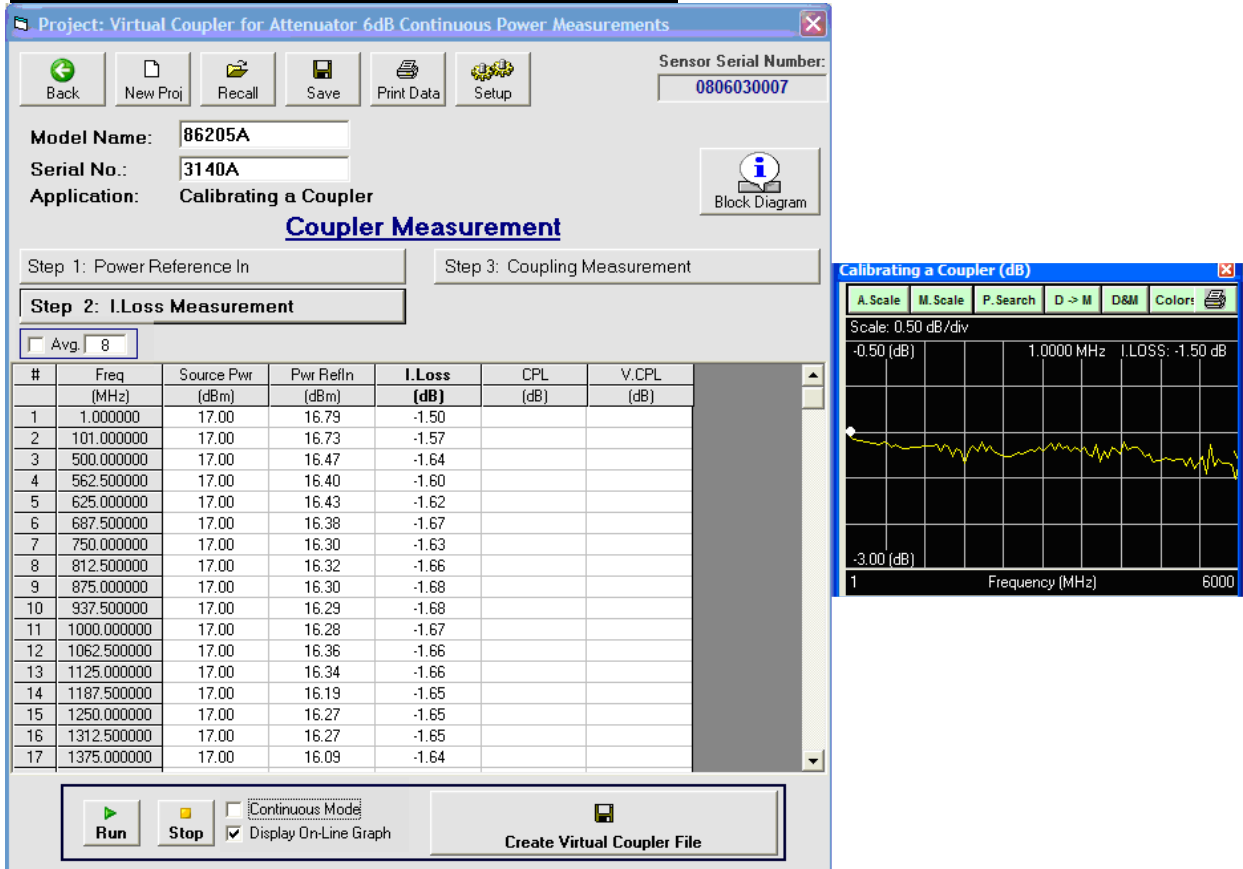 Project: Virtual Coupler for Attenuator 6dB Continuous Power Measurements
Back New Proj Recall Save Print Data Setup
Sensor Serial Number:
0806030007
Model Name: 86205A
Serial No.: 3140A
Application: Calibrating a Coupler
Block Diagram
Coupler Measurement
Step 1: Power Reference In
Step 3: Coupling Measurement
Step 2: I.Loss Measurement
Avg. 8
# Freq Source Pwr Pwr RefIn I.Loss CPL V.CPL
(MHz) (dBm) (dBm) (dB) (dB) (dB)
1 1.000000 17.00 16.79 -1.50
2 101.000000 17.00 16.73 -1.57
3 500.000000 17.00 16.47 -1.64
4 562.500000 17.00 16.40 -1.60
5 625.000000 17.00 16.43 -1.62
6 687.500000 17.00 16.38 -1.67
7 750.000000 17.00 16.30 -1.63
8 812.500000 17.00 16.32 -1.66
9 875.000000 17.00 16.30 -1.68
10 937.500000 17.00 16.29 -1.68
11 1000.000000 17.00 16.28 -1.67
12 1062.500000 17.00 16.36 -1.66
13 1125.000000 17.00 16.34 -1.66
14 1187.500000 17.00 16.19 -1.65
15 1250.000000 17.00 16.27 -1.65
16 1312.500000 17.00 16.27 -1.65
17 1375.000000 17.00 16.09 -1.64
Run Stop
Continuous Mode
Display On-Line Graph
Create Virtual Coupler File
Calibrating a Coupler (dB)
A.Scale M.Scale P.Search D -> M D&M Colors
Scale: 0.50 dB/div
-0.50 (dB) 1.0000 MHz I.LOSS: -1.50 dB
-3.00 (dB)
1 Frequency (MHz) 6000